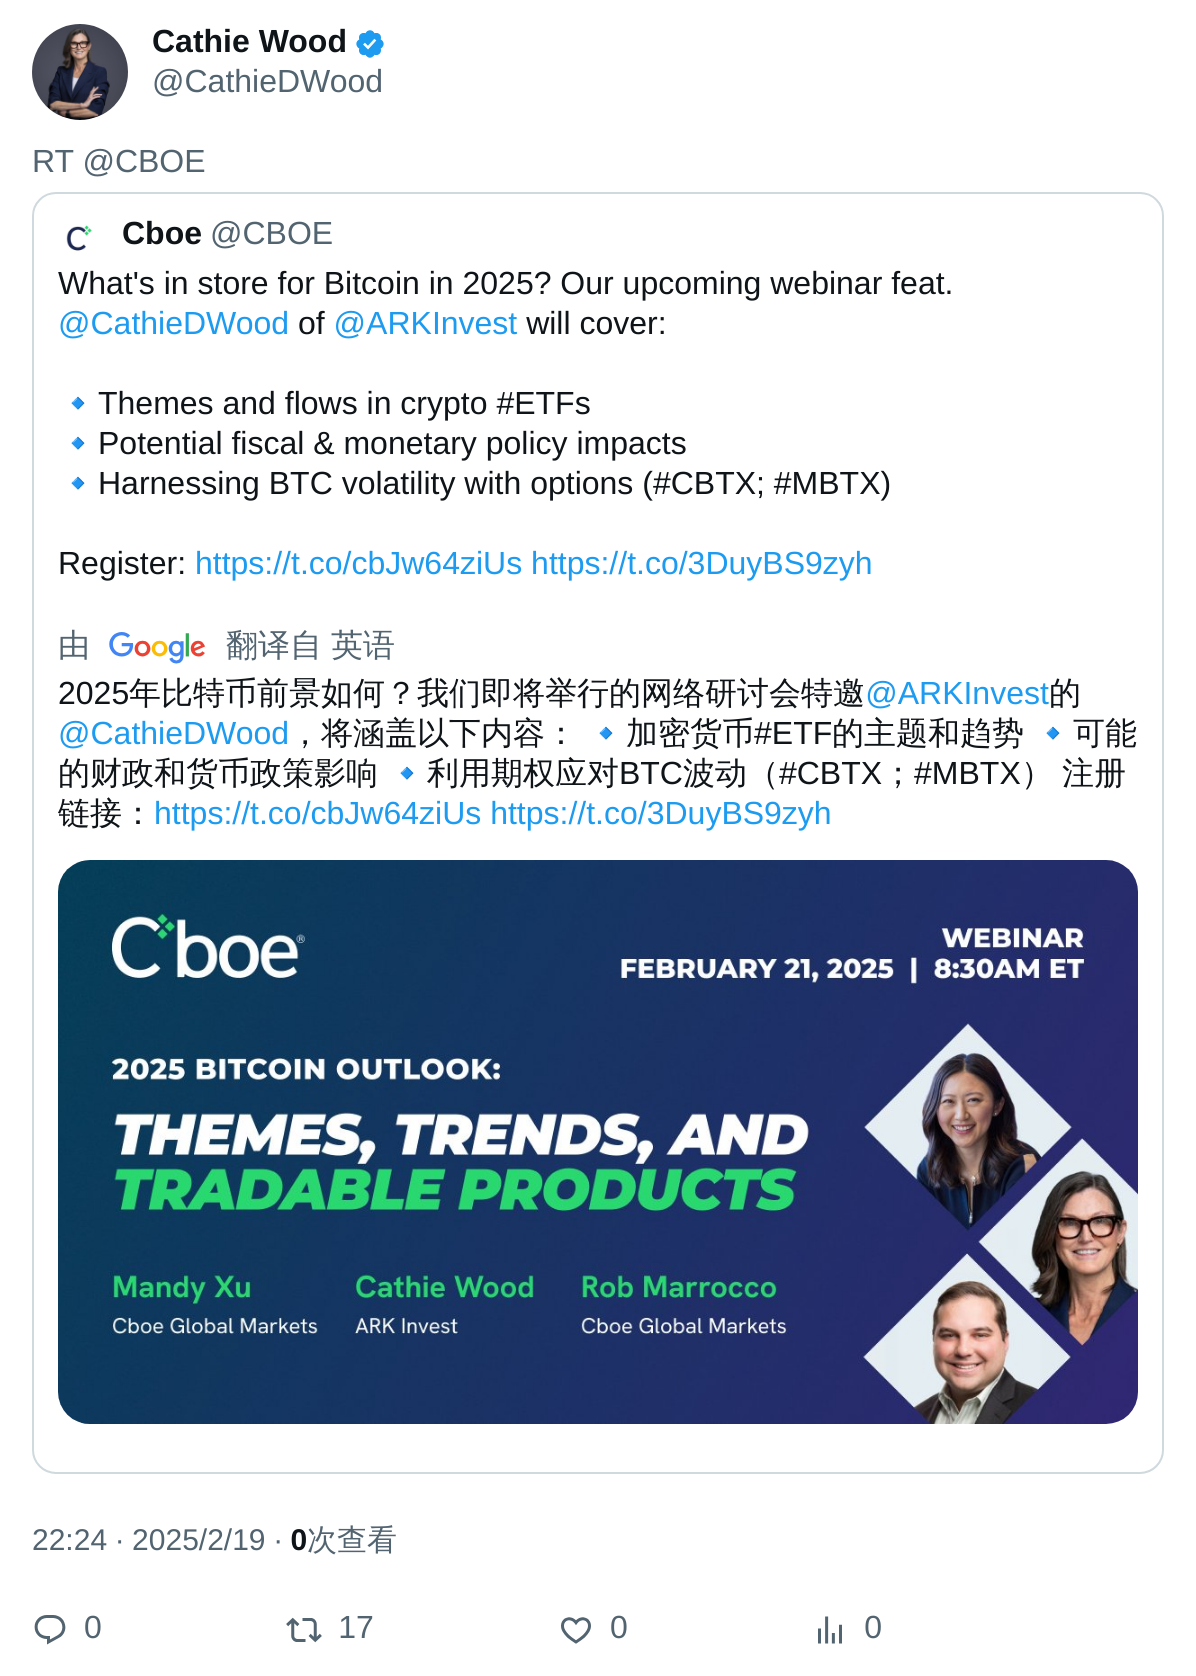 Cathie Wood
@CathieDWood
RT @CBOE
Cboe @CBOE
What's in store for Bitcoin in 2025? Our upcoming webinar feat.
@CathieDWood of @ARKInvest will cover:
🔹Themes and flows in crypto #ETFs
🔹Potential fiscal & monetary policy impacts
🔹Harnessing BTC volatility with options (#CBTX; #MBTX)
Register: https://t.co/cbJw64ziUs https://t.co/3DuyBS9zyh
由 Google 翻译自 英语
2025年比特币前景如何？我们即将举行的网络研讨会特邀@ARKInvest的
@CathieDWood，将涵盖以下内容： 🔹加密货币#ETF的主题和趋势 🔹可能
的财政和货币政策影响 🔹利用期权应对BTC波动（#CBTX；#MBTX） 注册
链接：https://t.co/cbJw64ziUs https://t.co/3DuyBS9zyh
Cboe®
WEBINAR
FEBRUARY 21, 2025 | 8:30AM ET
2025 BITCOIN OUTLOOK:
THEMES, TRENDS, AND
TRADABLE PRODUCTS
Mandy Xu Cathie Wood Rob Marrocco
Cboe Global Markets ARK Invest Cboe Global Markets
22:24 · 2025/2/19 · 0次查看
0 17 0 0